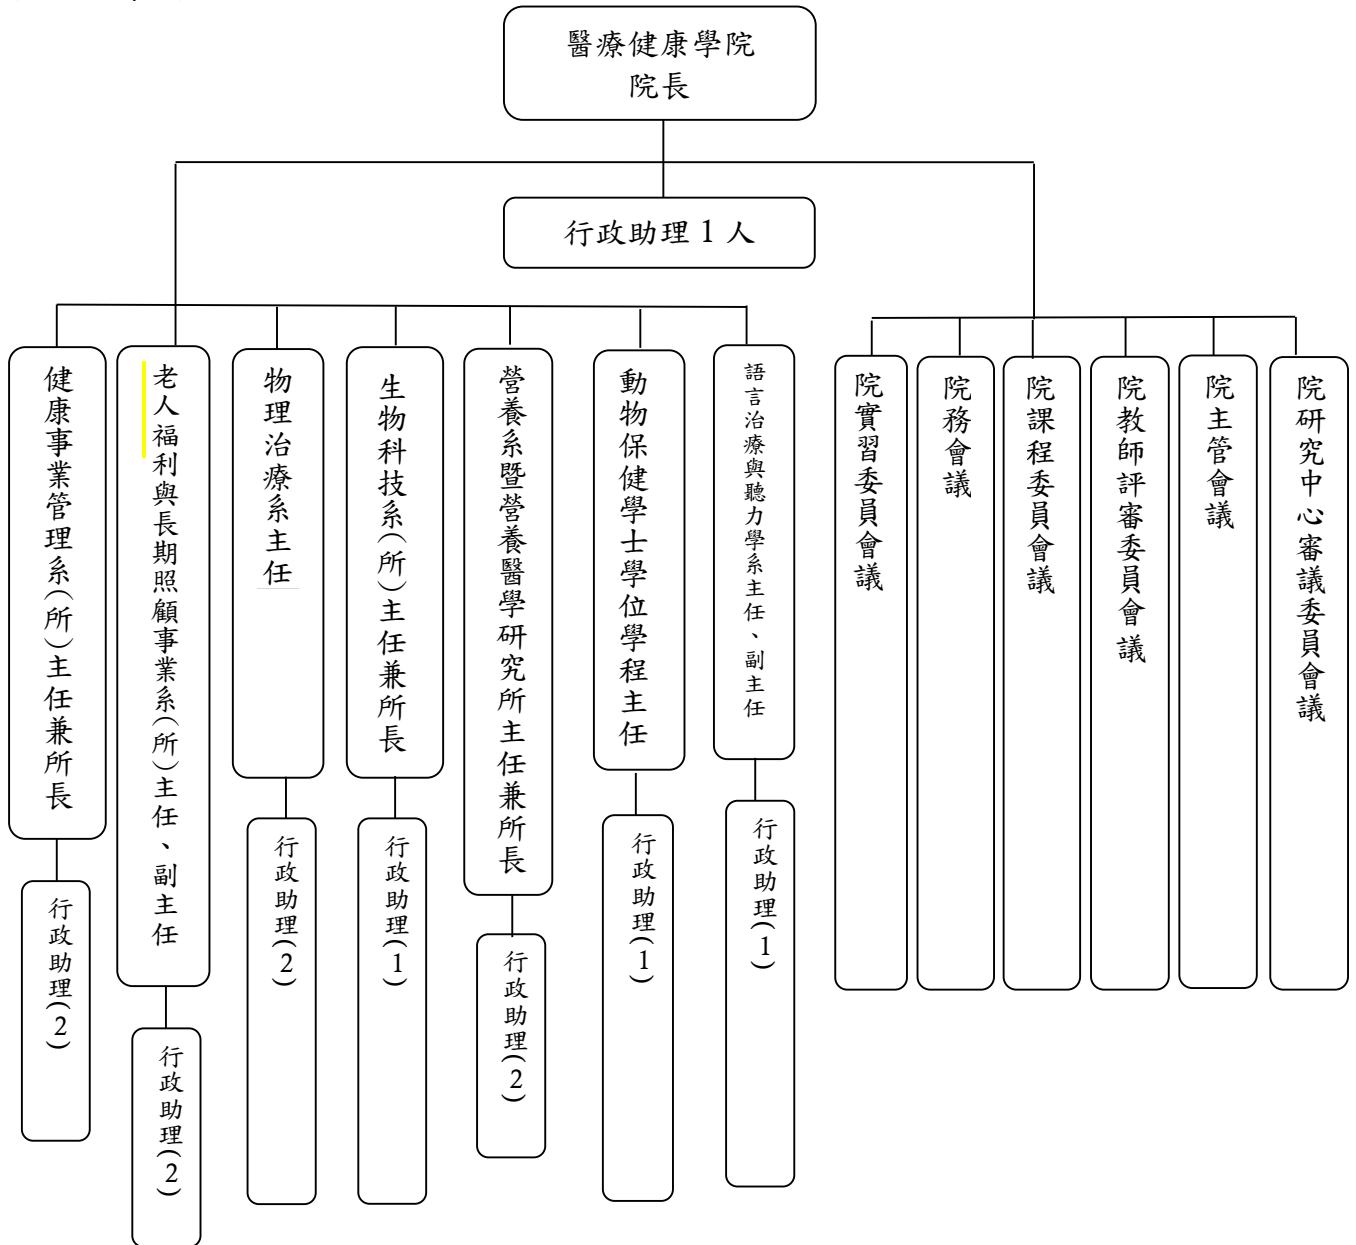 醫療健康學院
院長
行政助理 1 人
健康事業管理系(所)主任兼所長
老人福利與長期照顧事業系(所)主任、副主任
物理治療系主任
生物科技系(所)主任兼所長
營養系暨營養醫學研究所主任兼所長
動物保健學士學位學程主任
語言治療與聽力學系主任、副主任
院實習委員會議
院務會議
院課程委員會議
院教師評審委員會議
院主管會議
院研究中心審議委員會議
行政助理(2)
行政助理(2)
行政助理(2)
行政助理(1)
行政助理(2)
行政助理(1)
行政助理(1)